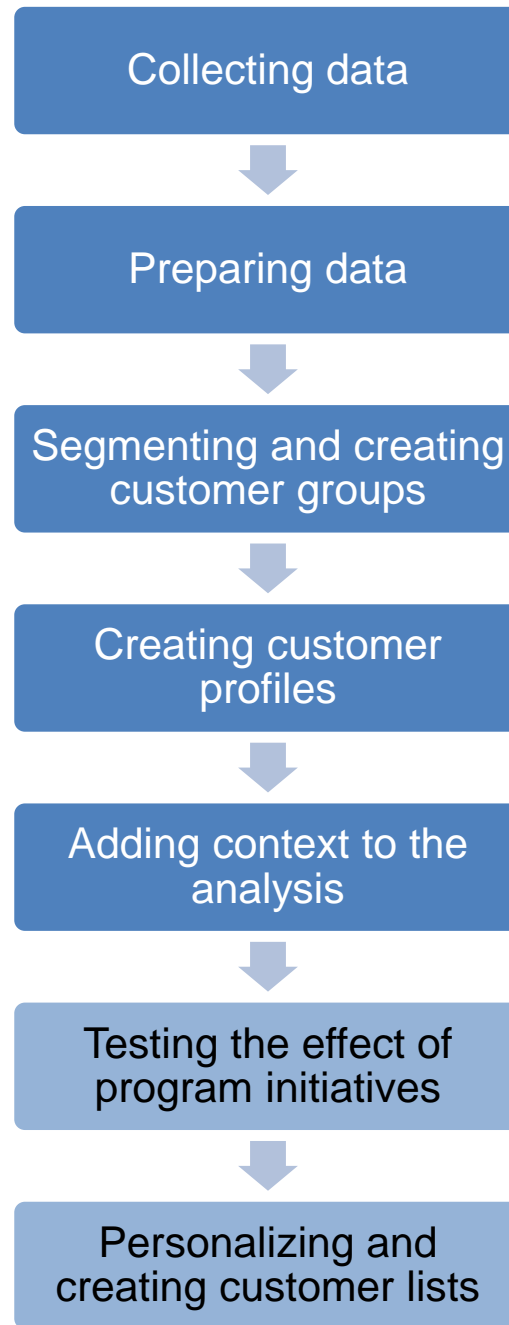 Collecting data
Preparing data
Segmenting and creating
customer groups
Creating customer
profiles
Adding context to the
analysis
Testing the effect of
program initiatives
Personalizing and
creating customer lists